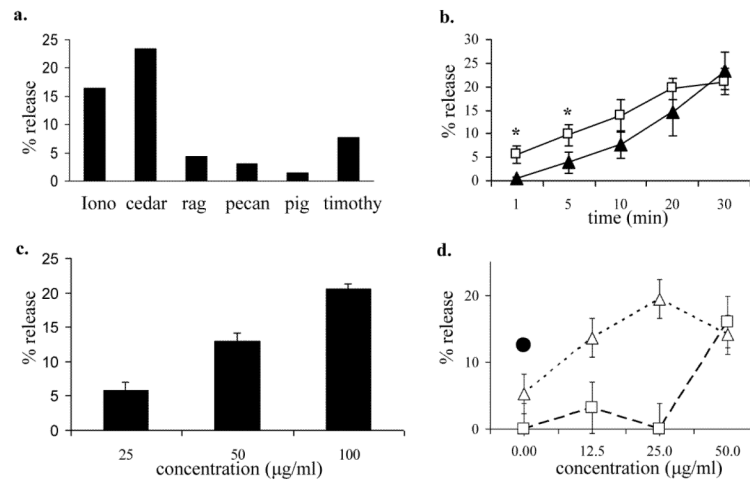 a.
25
20
15
10
5
0
% release
Iono cedar rag pecan pig timothy
b.
30
25
20
15
10
5
0
% release
* *
1 5 10 20 30
time (min)
c.
25
20
15
10
5
0
% release
25 50 100
concentration (µg/ml)
d.
20
10
0
% release
0.00 12.5 25.0 50.0
concentration (µg/ml)